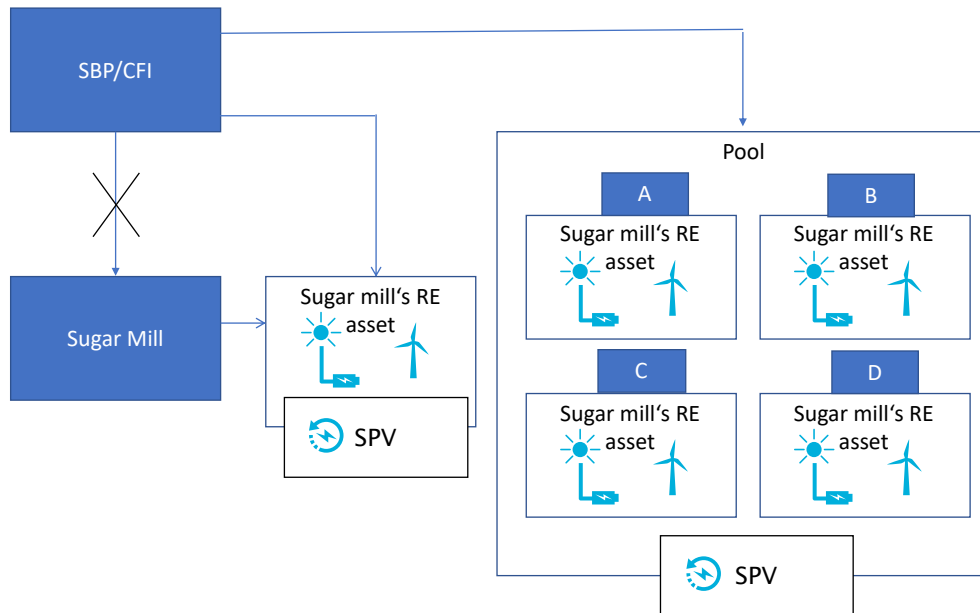 SBP/CFI
Sugar Mill
Sugar mill‘s RE
asset
SPV
Pool
A
Sugar mill‘s RE
asset
B
Sugar mill‘s RE
asset
C
Sugar mill‘s RE
asset
D
Sugar mill‘s RE
asset
SPV